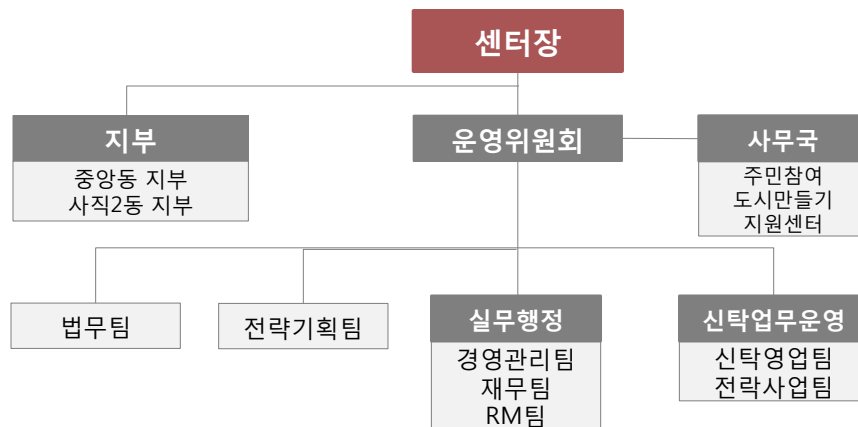 센터장
지부
중앙동 지부
사직2동 지부
운영위원회
사무국
주민참여
도시만들기
지원센터
법무팀
전략기획팀
실무행정
경영관리팀
재무팀
RM팀
신탁업무운영
신탁영업팀
전락사업팀